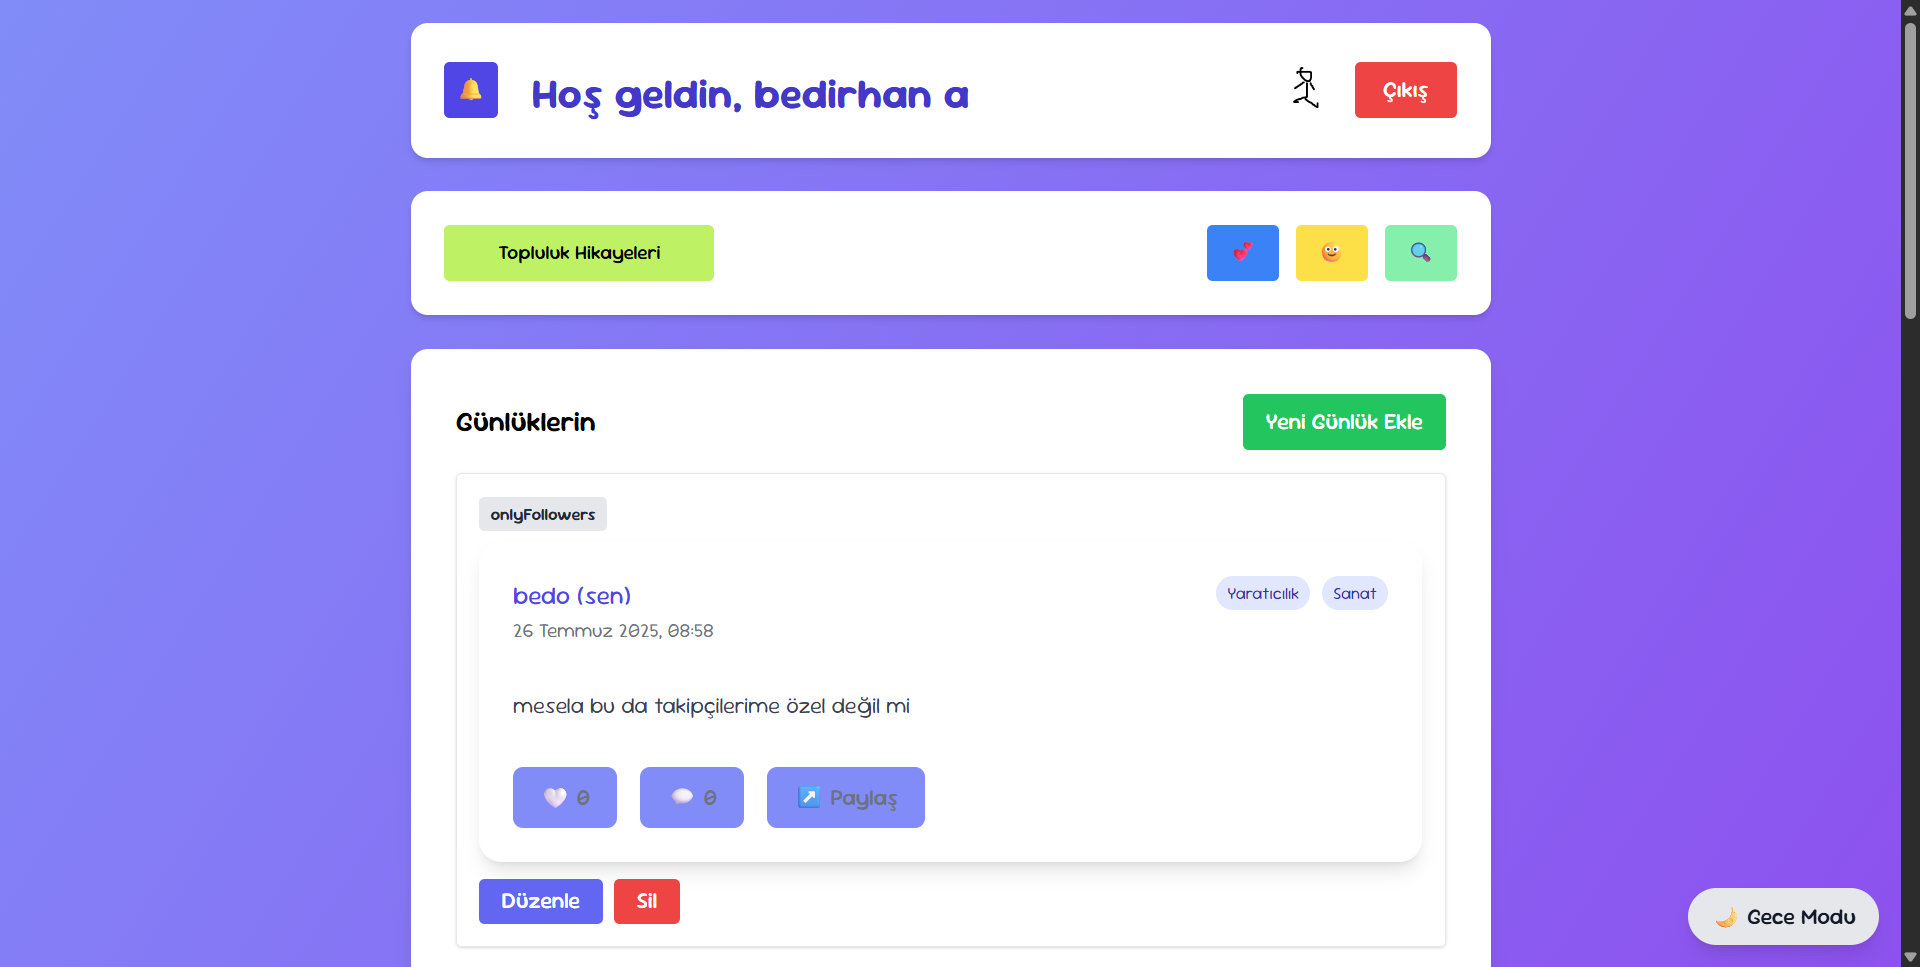 Hoş geldin, bedirhan a
Çıkış
Topluluk Hikayeleri
Günlüklerin
Yeni Günlük Ekle
onlyFollowers
bedo (sen)
Yaratıcılık
Sanat
26 Temmuz 2025, 08:58
mesela bu da takipçilerime özel değil mi
0
0
Paylaş
Düzenle
Sil
Gece Modu